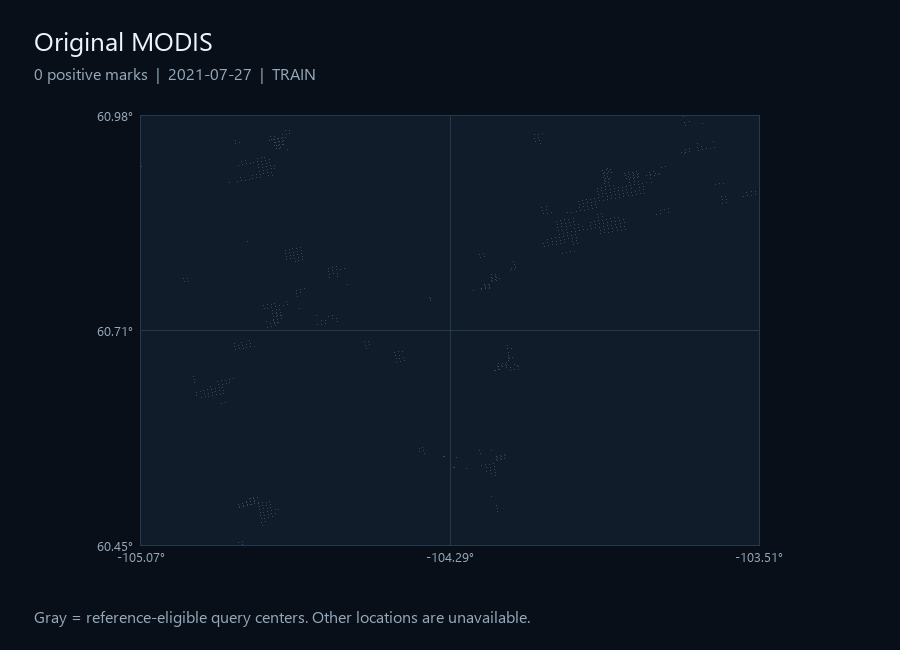 Original MODIS
0 positive marks | 2021-07-27 | TRAIN
60.98°
60.71°
60.45°
-105.07°
-104.29°
-103.51°
Gray = reference-eligible query centers. Other locations are unavailable.